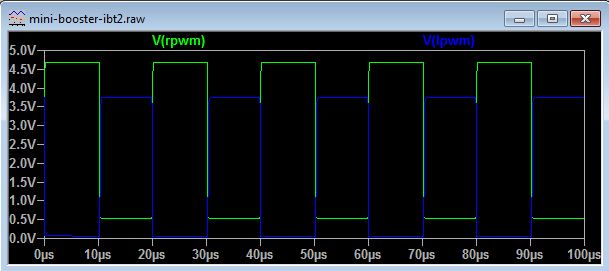 mini-booster-ibt2.raw
V(rpwm) V(lpwm)
5.0V
4.5V
4.0V
3.5V
3.0V
2.5V
2.0V
1.5V
1.0V
0.5V
0.0V
0µs 10µs 20µs 30µs 40µs 50µs 60µs 70µs 80µs 90µs 100µs